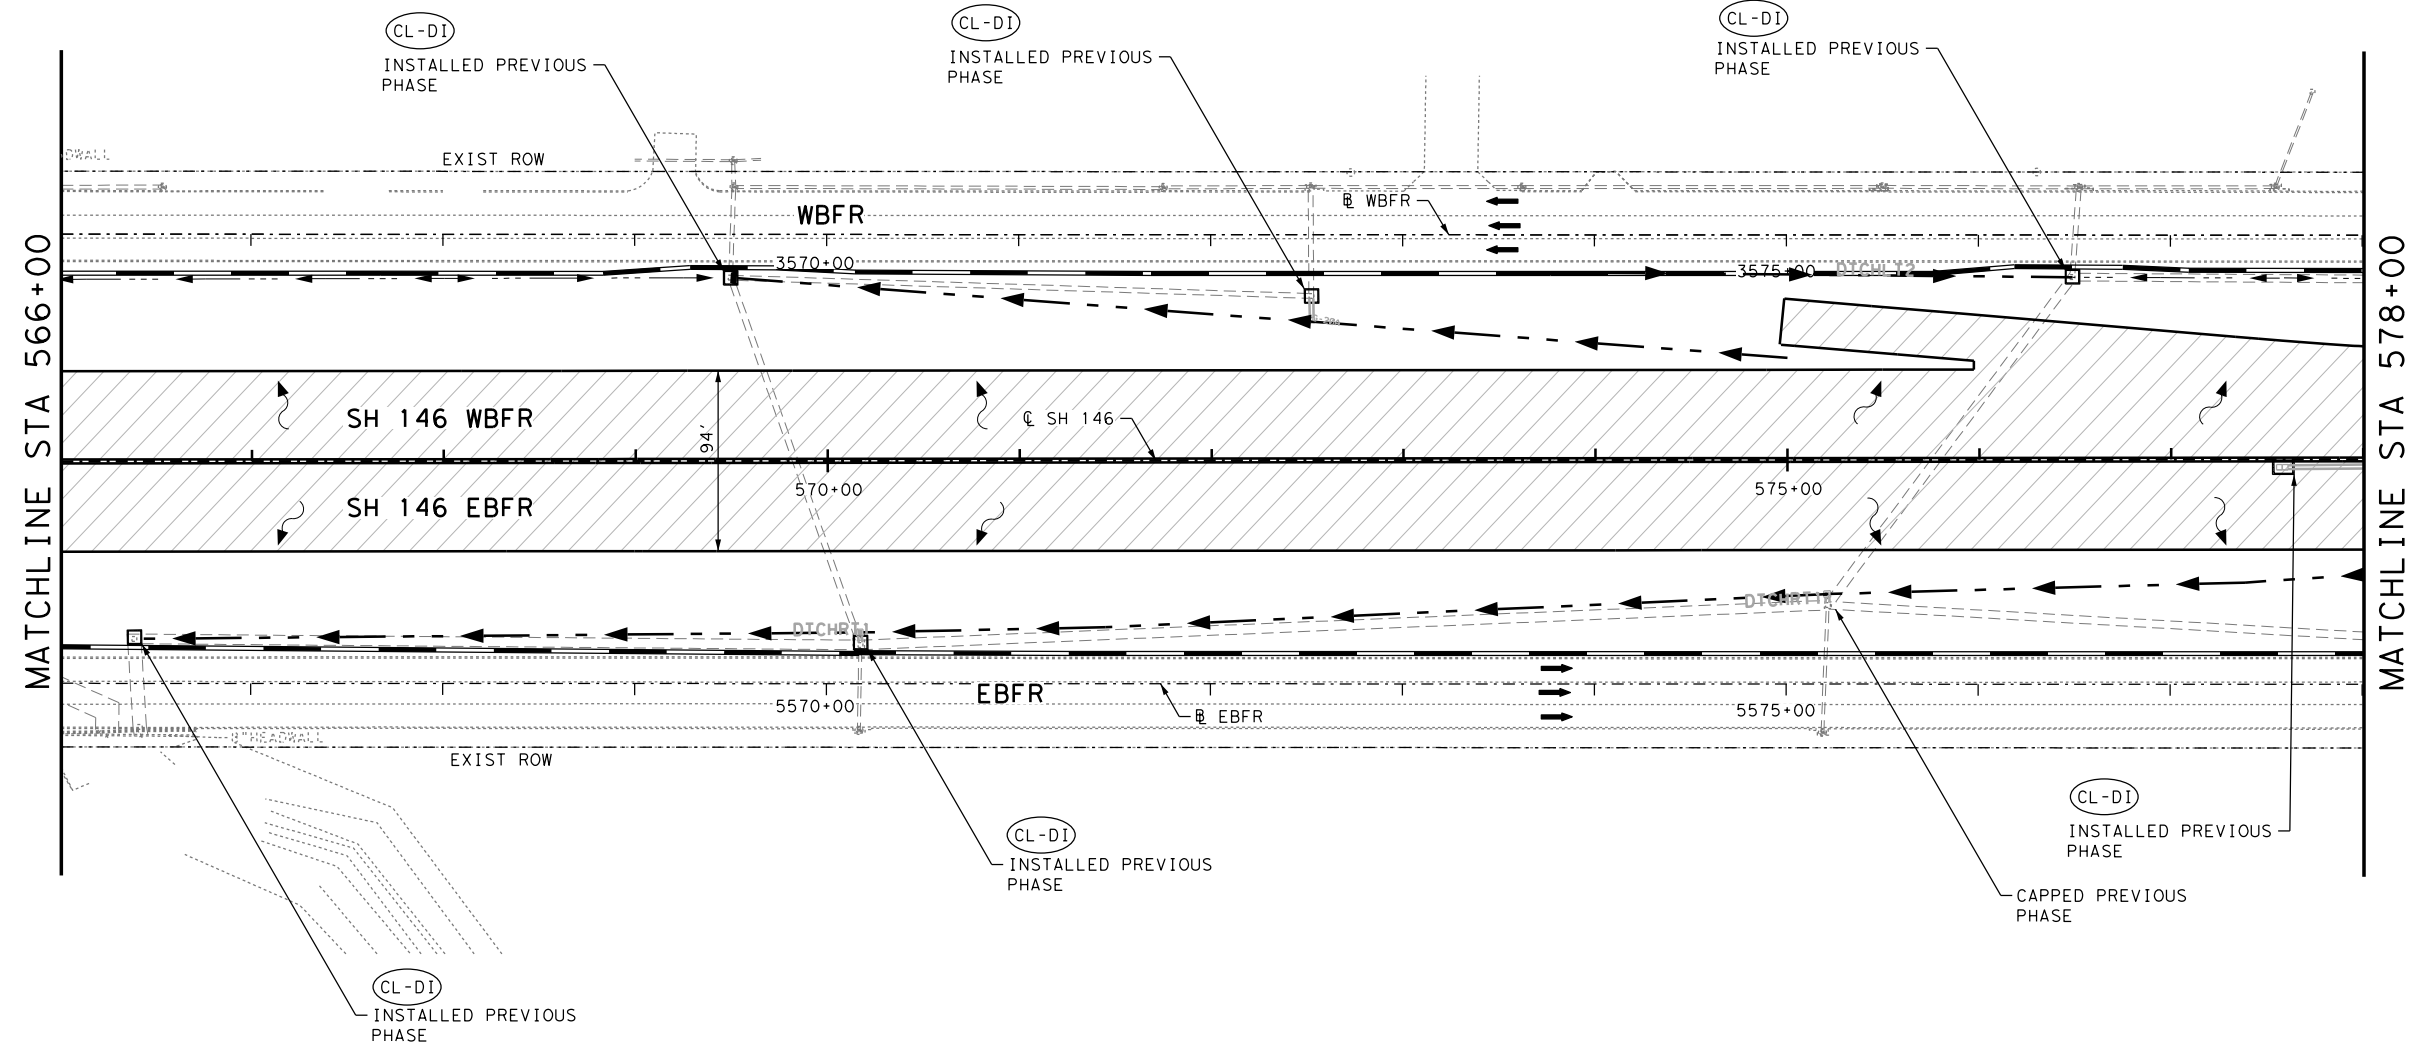 CL-DI
INSTALLED PREVIOUS
PHASE
CL-DI
INSTALLED PREVIOUS
PHASE
CL-DI
INSTALLED PREVIOUS
PHASE
EXIST ROW
WBFR
℄ WBFR
3570+00
3575+00
DITCHLT2
MATCHLINE STA 566+00
MATCHLINE STA 578+00
SH 146 WBFR
94'
℄ SH 146
570+00
575+00
SH 146 EBFR
DITCHRT1
EBFR
5570+00
5575+00
EBFR
EXIST ROW
CL-DI
INSTALLED PREVIOUS
PHASE
CL-DI
INSTALLED PREVIOUS
PHASE
CAPPED PREVIOUS
PHASE
CL-DI
INSTALLED PREVIOUS
PHASE